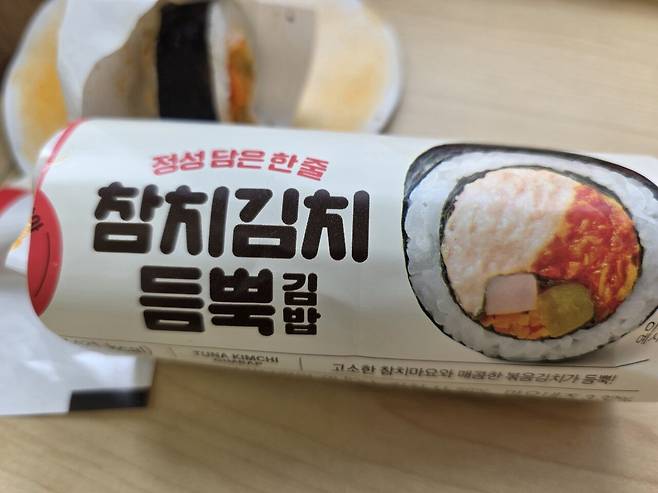 정성 담은 한 줄
참치김치
듬뿍 김밥
TUNA KIMCHI
GIMBAP
고소한 참치마요와 매콤한 볶음김치가 듬뿍!